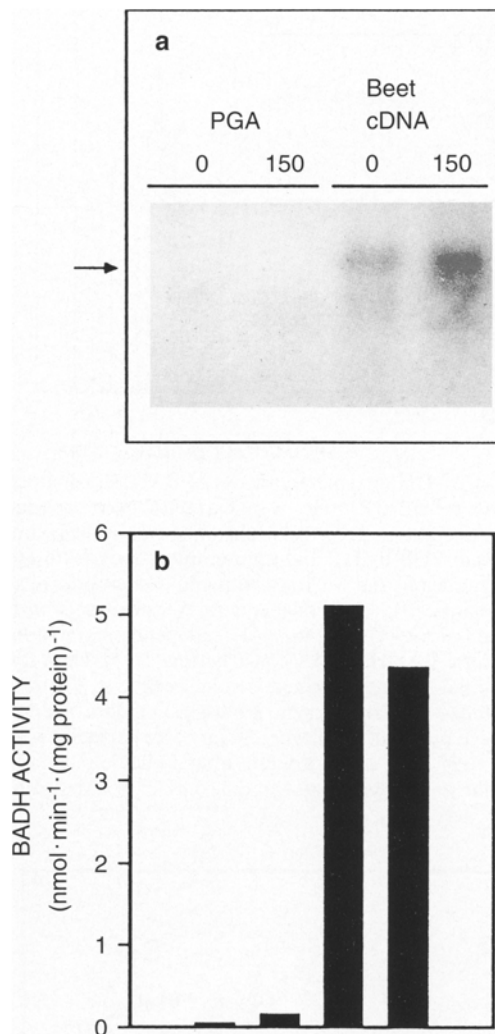 a
Beet
PGA cDNA
0 150 0 150
b
6
5
4
3
2
1
0
BADH ACTIVITY
(nmol·min⁻¹·(mg protein)⁻¹)